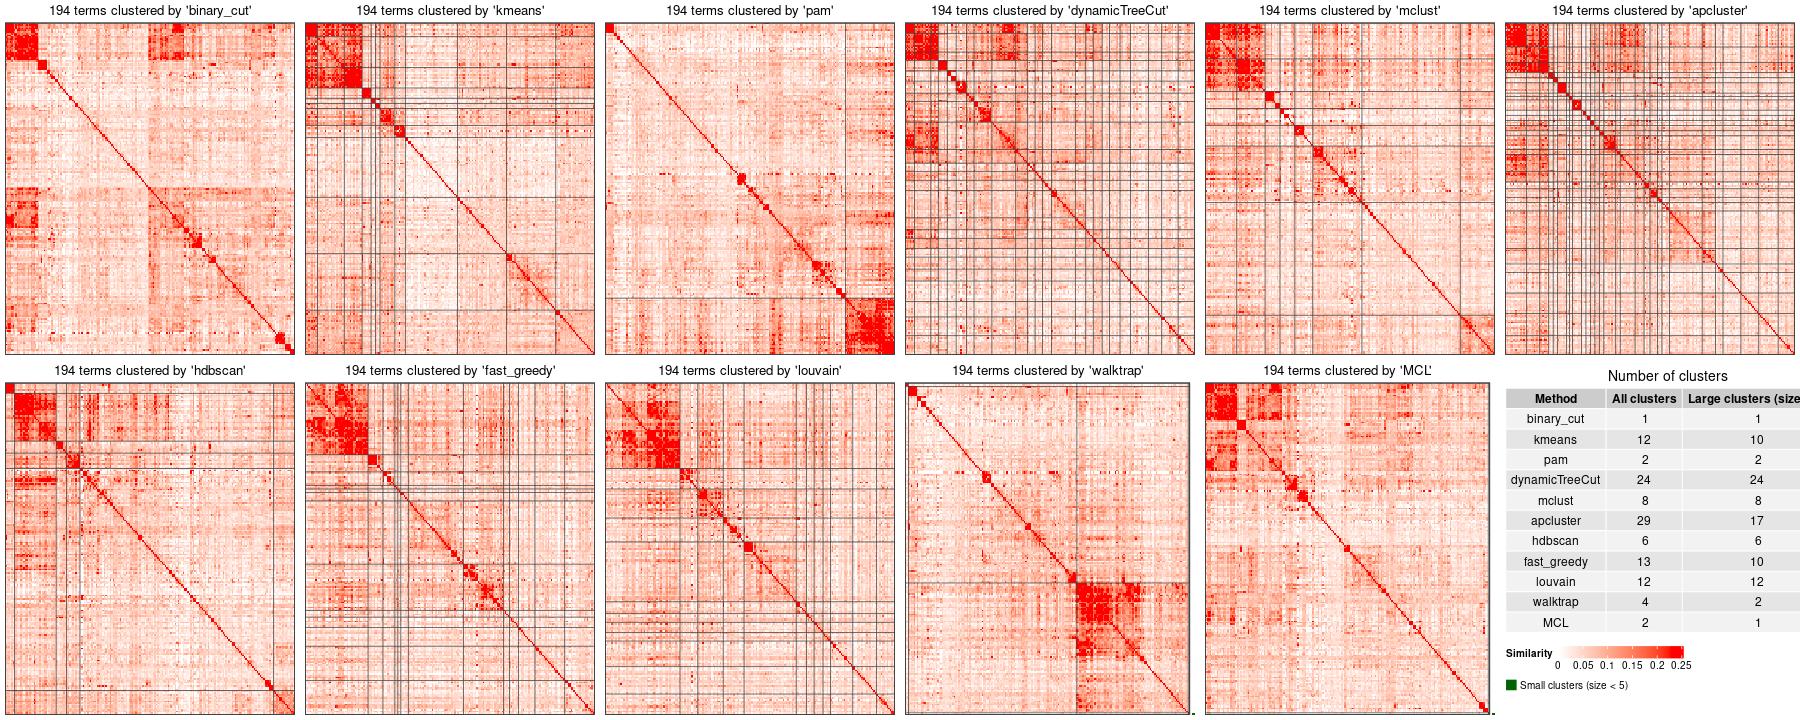 194 terms clustered by 'binary_cut'
194 terms clustered by 'kmeans'
194 terms clustered by 'pam'
194 terms clustered by 'dynamicTreeCut'
194 terms clustered by 'mclust'
194 terms clustered by 'apcluster'
194 terms clustered by 'hdbscan'
194 terms clustered by 'fast_greedy'
194 terms clustered by 'louvain'
194 terms clustered by 'walktrap'
194 terms clustered by 'MCL'
Number of clusters
Method All clusters Large clusters (size
binary_cut 1 1
kmeans 12 10
pam 2 2
dynamicTreeCut 24 24
mclust 8 8
apcluster 29 17
hdbscan 6 6
fast_greedy 13 10
louvain 12 12
walktrap 4 2
MCL 2 1
Similarity
0 0.05 0.1 0.15 0.2 0.25
Small clusters (size < 5)